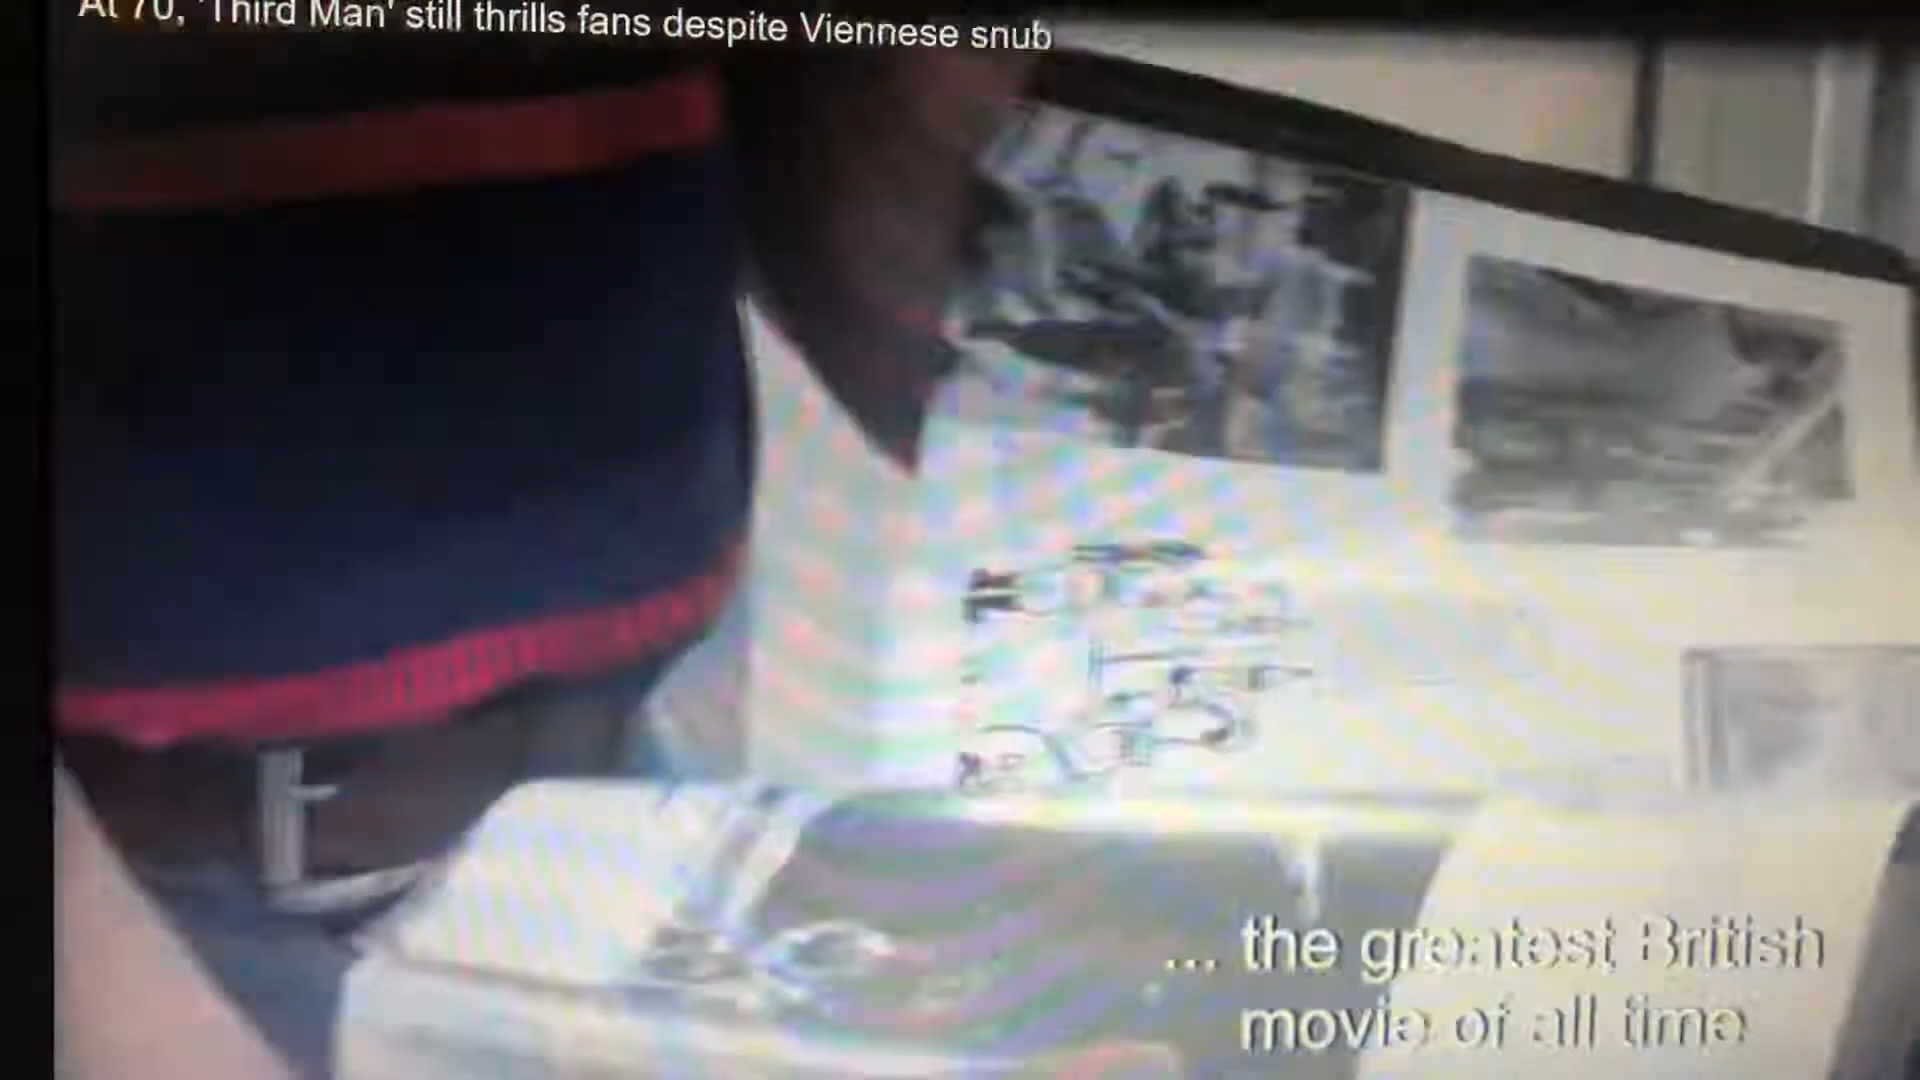 At 70, 'Third Man' still thrills fans despite Viennese snub
... the greatest British
movie of all time